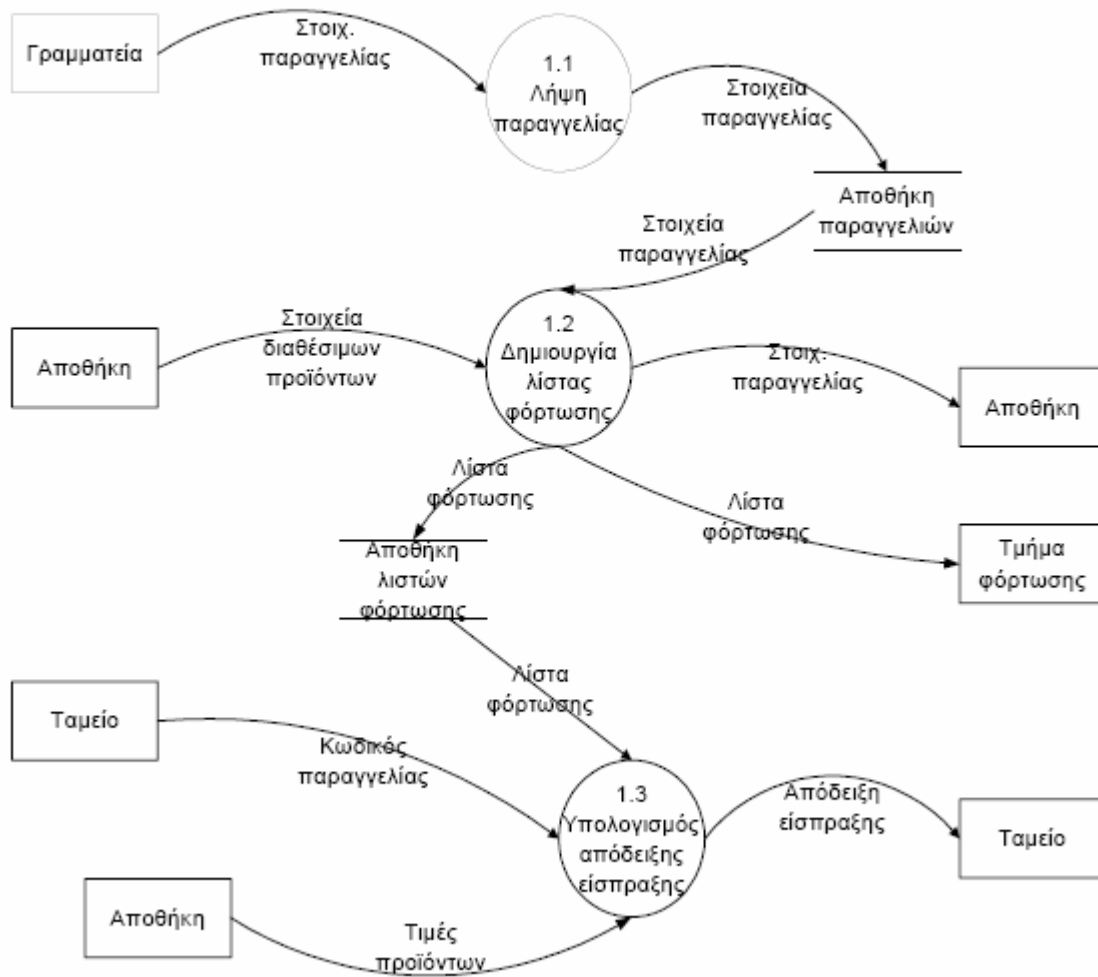 Γραμματεία
Στοιχ.
παραγγελίας
1.1
Λήψη
παραγγελίας
Στοιχεία
παραγγελίας
Αποθήκη
παραγγελιών
Στοιχεία
παραγγελίας
Αποθήκη
Στοιχεία
διαθέσιμων
προϊόντων
1.2
Δημιουργία
λίστας
φόρτωσης
Στοιχ.
παραγγελίας
Αποθήκη
Λίστα
φόρτωσης
Λίστα
φόρτωσης
Τμήμα
φόρτωσης
Αποθήκη
λιστών
φόρτωσης
Λίστα
φόρτωσης
Ταμείο
Κωδικός
παραγγελίας
1.3
Υπολογισμός
απόδειξης
είσπραξης
Απόδειξη
είσπραξης
Ταμείο
Αποθήκη
Τιμές
προϊόντων